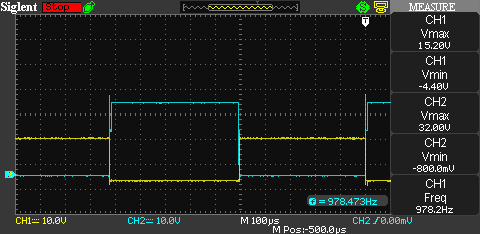 Siglent Stop MEASURE
T
CH1
Vmax
15.20V
CH1
Vmin
-4.40V
CH2
Vmax
32.00V
CH2
Vmin
-800.0mV
CH1
Freq
978.2Hz
= 978.473Hz
CH1 10.0V CH2 10.0V M 100µs CH2 0.00mV
M Pos:-500.0µs